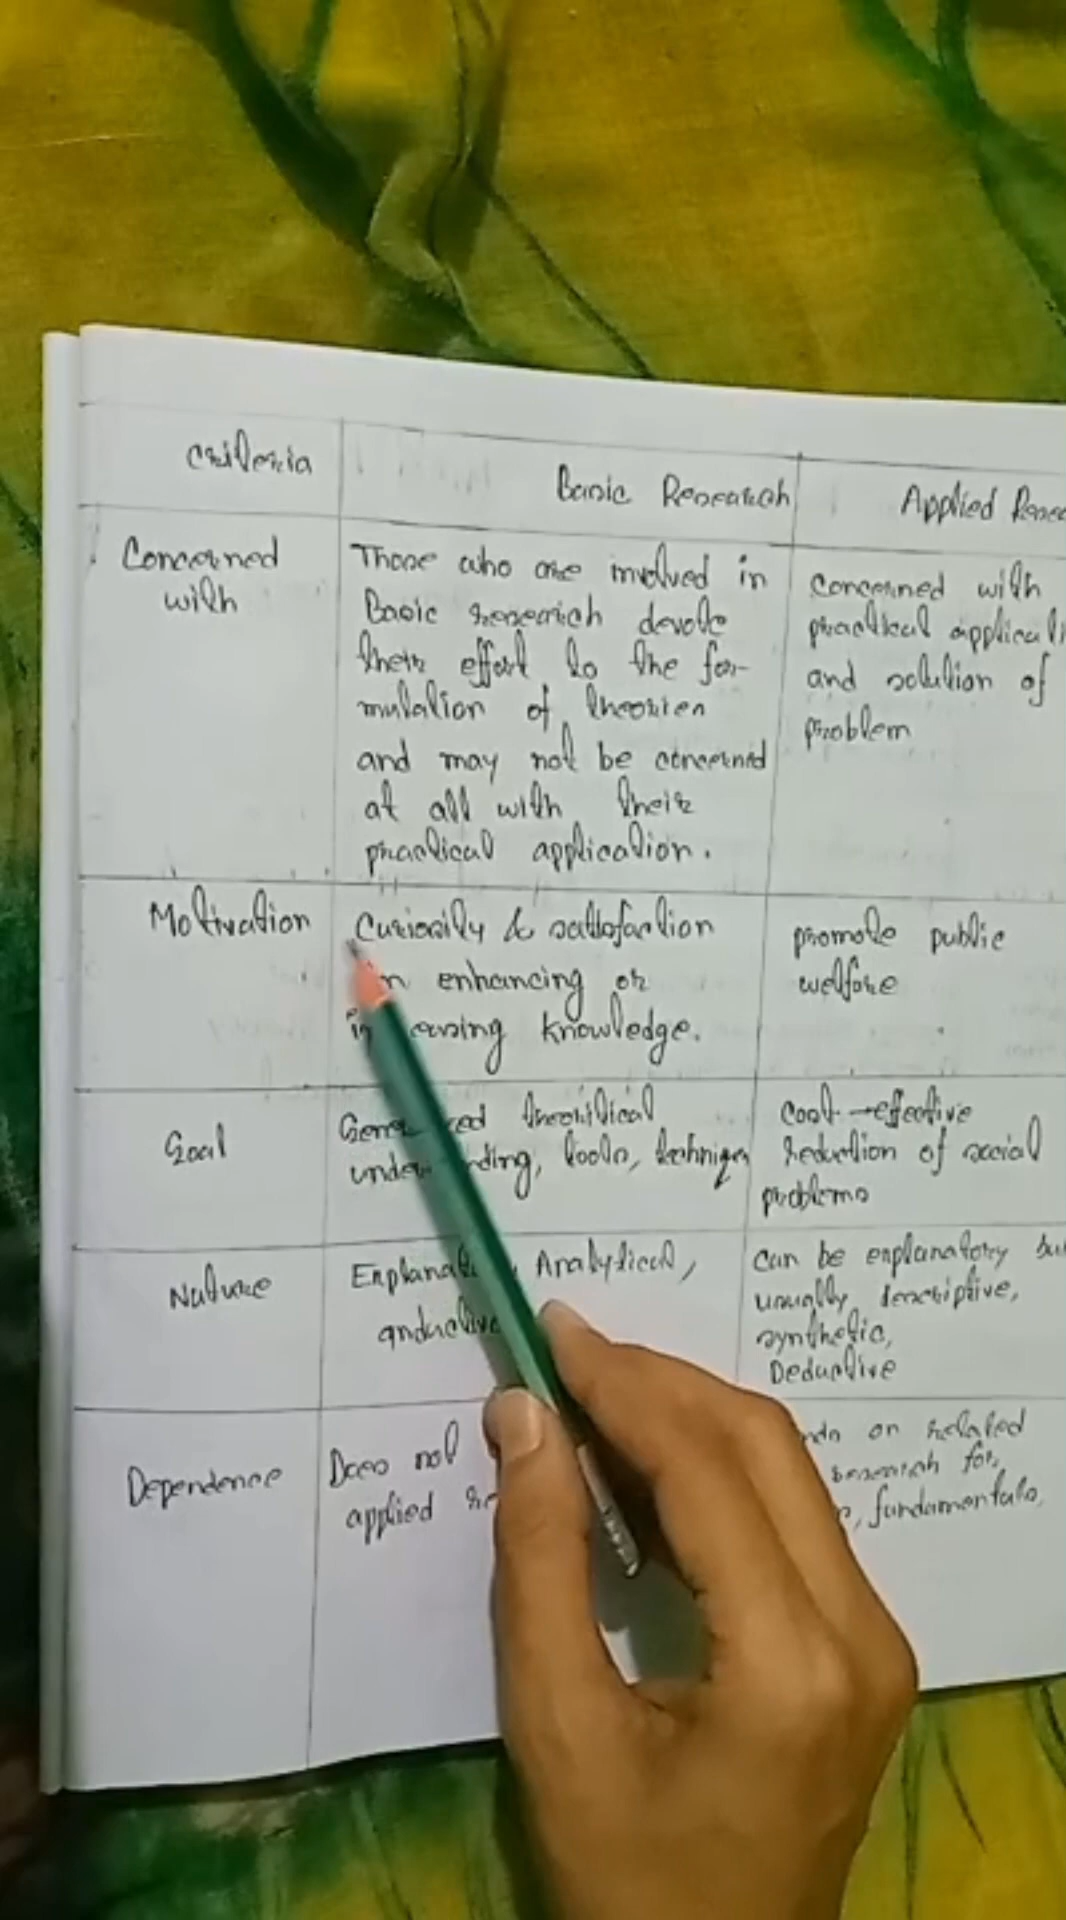 Criteria
Basic Research
Applied
Concerned
with
Those who are involved in
Basic research devote
their effort to the for-
mulation of theories
and may not be concerned
at all with their
practical application.
concerned with
practical
and solution of
problem
Motivation
Curiosity & satisfaction
enhancing or
knowledge.
promote public
welfare
Goal
theoritical
tools, techniques
Cost-effective
reduction of social
problems
Nature
Analytical,
Can be explanatory
usually descriptive,
synthetic,
Deductive
Dependence
Does not
applied
on related
research for
fundamentals,